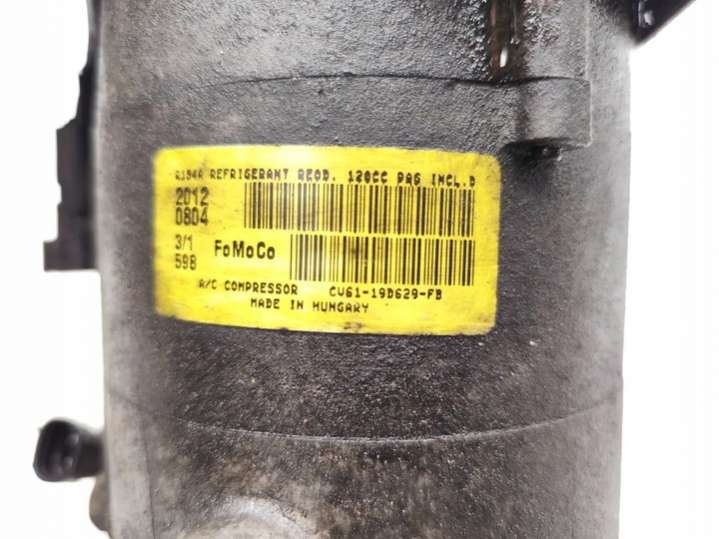 R134A REFRIGERANT REQD. 120CC PAG INCL.D
2012
0804
3/1
598
FoMoCo
A/C COMPRESSOR CV61-19D629-FB
MADE IN HUNGARY